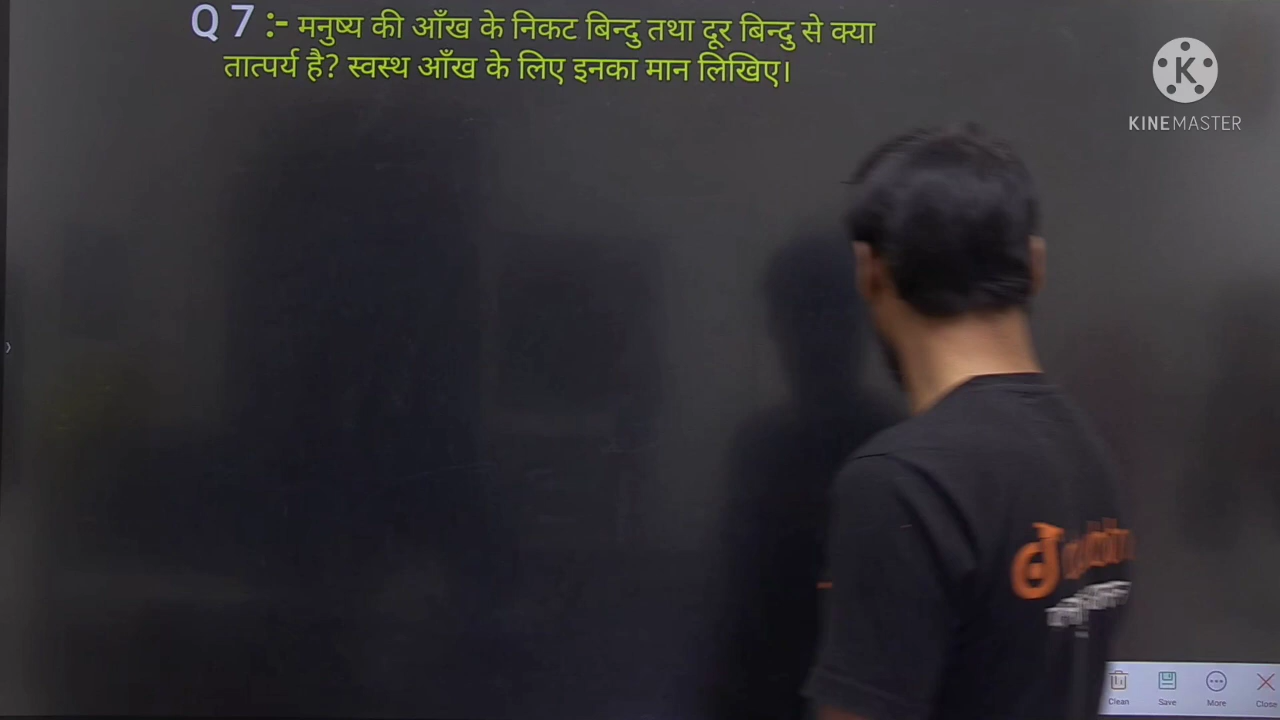 Q 7 :- मनुष्य की आँख के निकट बिन्दु तथा दूर बिन्दु से क्या
तात्पर्य है? स्वस्थ आँख के लिए इनका मान लिखिए।
K
KINEMASTER
Clean Save More Close